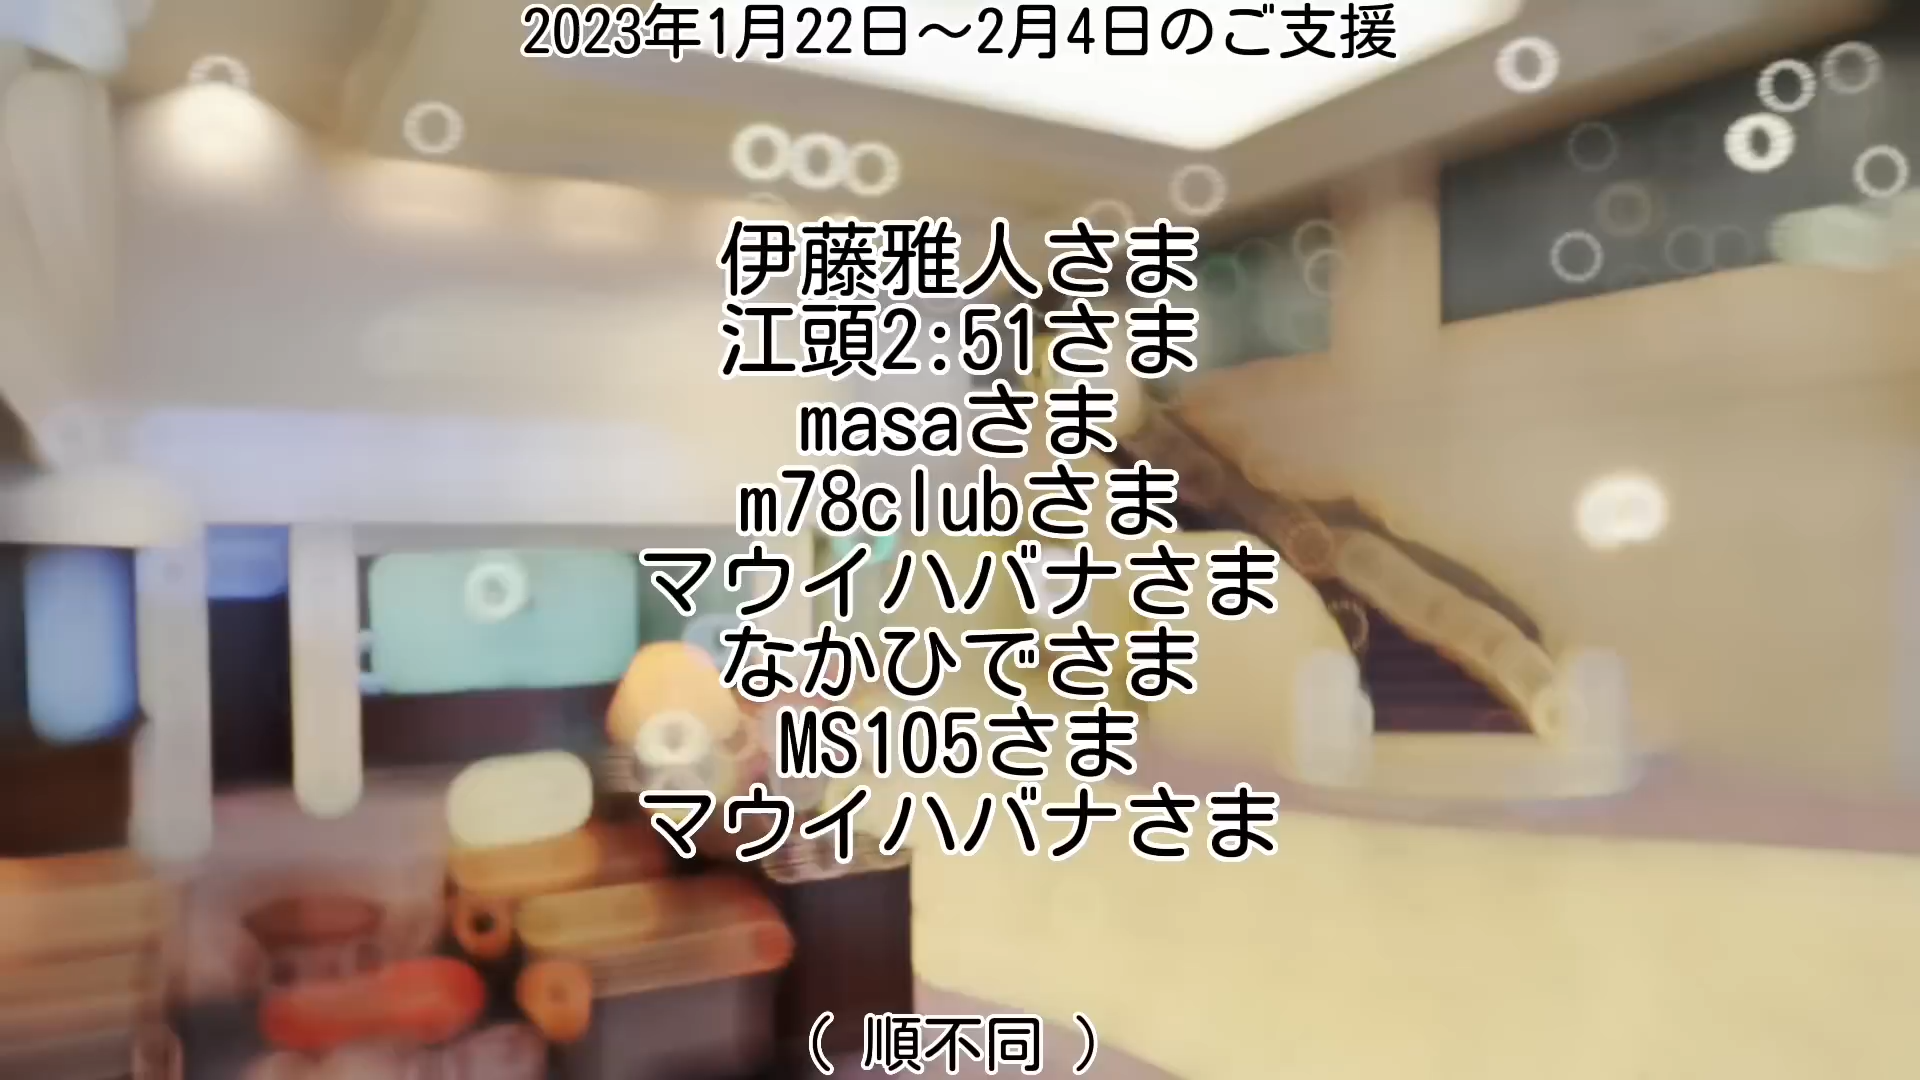 2023年1月22日～2月4日のご支援
伊藤雅人さま
江頭2:51さま
masaさま
m78clubさま
マウイハバナさま
なかひでさま
MS105さま
マウイハバナさま
( 順不同 )